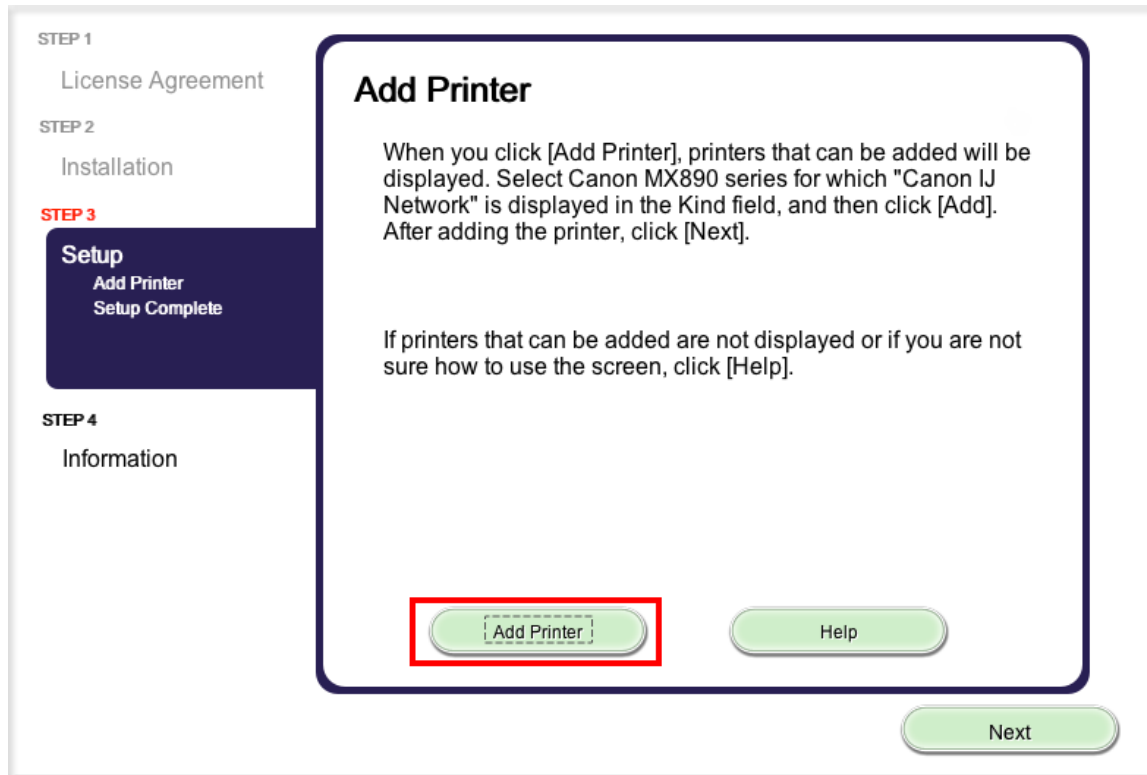 STEP 1
License Agreement
STEP 2
Installation
STEP 3
Setup
Add Printer
Setup Complete
STEP 4
Information
Add Printer
When you click [Add Printer], printers that can be added will be
displayed. Select Canon MX890 series for which "Canon IJ
Network" is displayed in the Kind field, and then click [Add].
After adding the printer, click [Next].
If printers that can be added are not displayed or if you are not
sure how to use the screen, click [Help].
Add Printer
Help
Next